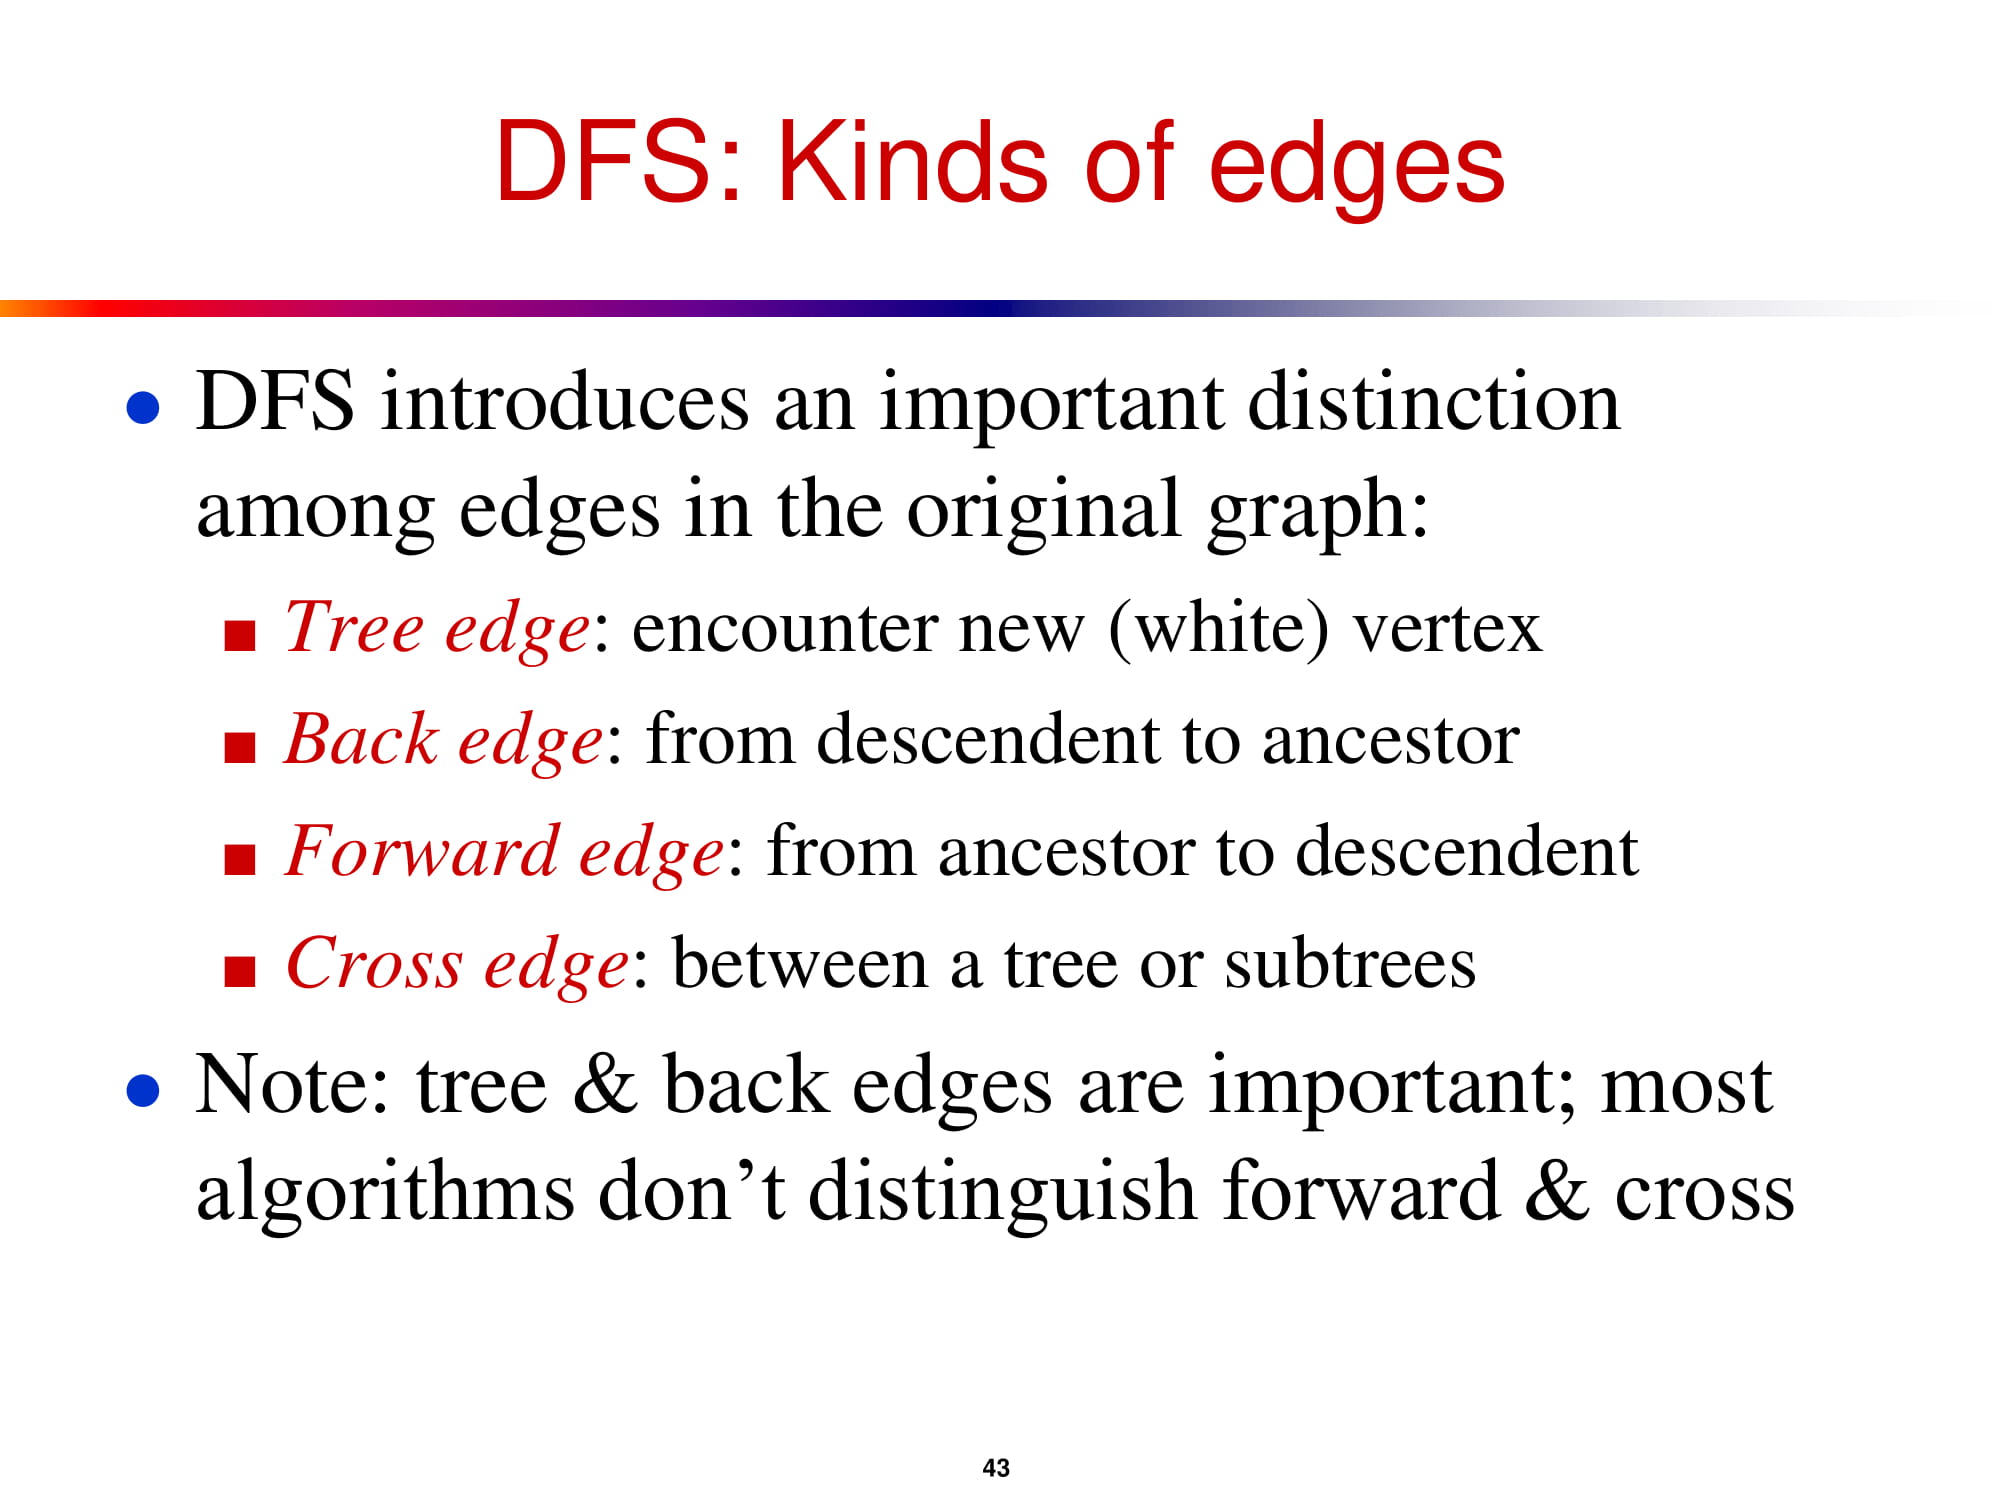 DFS: Kinds of edges
● DFS introduces an important distinction
among edges in the original graph:
■ Tree edge: encounter new (white) vertex
■ Back edge: from descendent to ancestor
■ Forward edge: from ancestor to descendent
■ Cross edge: between a tree or subtrees
● Note: tree & back edges are important; most
algorithms don’t distinguish forward & cross
43